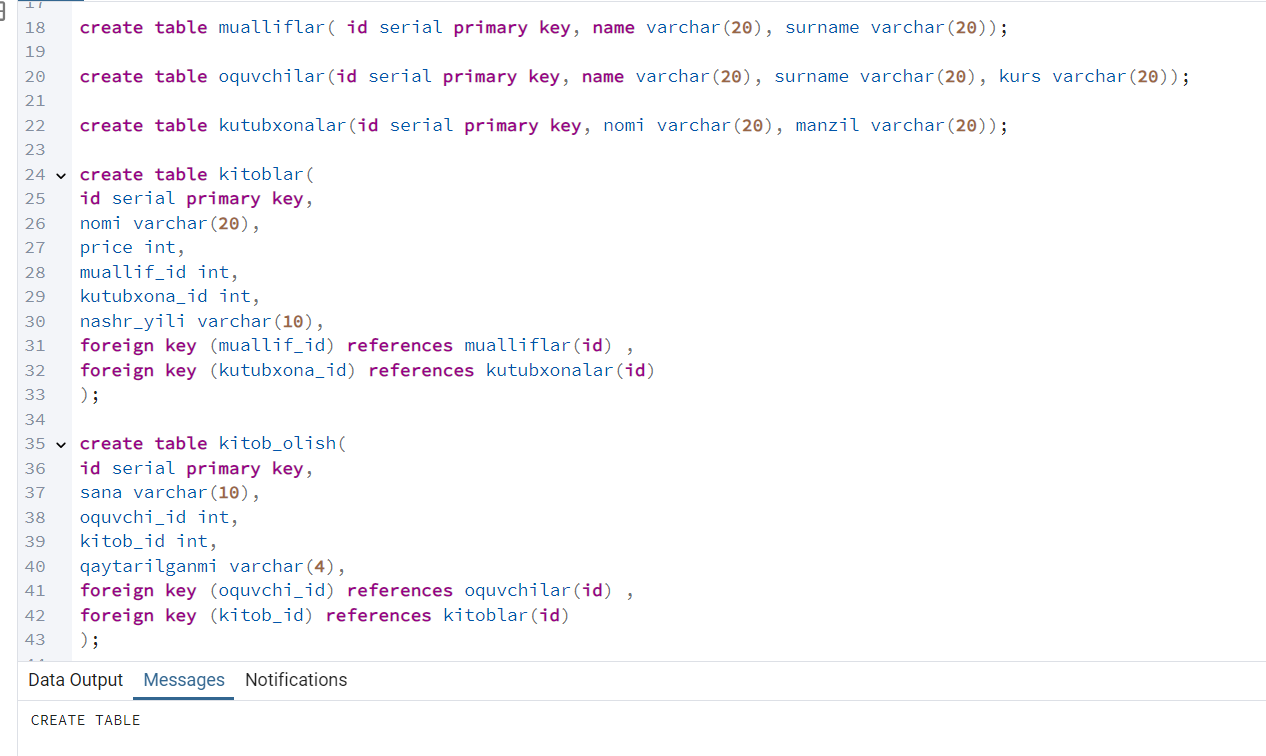 17
18 create table mualliflar( id serial primary key, name varchar(20), surname varchar(20));
19
20 create table oquvchilar(id serial primary key, name varchar(20), surname varchar(20), kurs varchar(20));
21
22 create table kutubxonalar(id serial primary key, nomi varchar(20), manzil varchar(20));
23
24 create table kitoblar(
25 id serial primary key,
26 nomi varchar(20),
27 price int,
28 muallif_id int,
29 kutubxona_id int,
30 nashr_yili varchar(10),
31 foreign key (muallif_id) references mualliflar(id) ,
32 foreign key (kutubxona_id) references kutubxonalar(id)
33 );
34
35 create table kitob_olish(
36 id serial primary key,
37 sana varchar(10),
38 oquvchi_id int,
39 kitob_id int,
40 qaytarilganmi varchar(4),
41 foreign key (oquvchi_id) references oquvchilar(id) ,
42 foreign key (kitob_id) references kitoblar(id)
43 );
Data Output Messages Notifications
CREATE TABLE